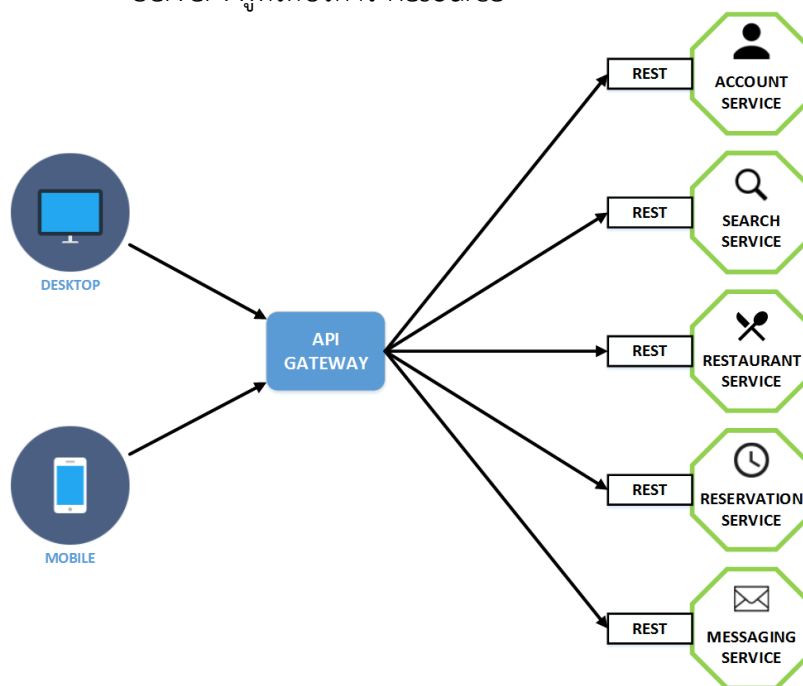 Resource
REST
ACCOUNT
SERVICE
REST
SEARCH
SERVICE
DESKTOP
API
GATEWAY
REST
RESTAURANT
SERVICE
REST
RESERVATION
SERVICE
MOBILE
REST
MESSAGING
SERVICE